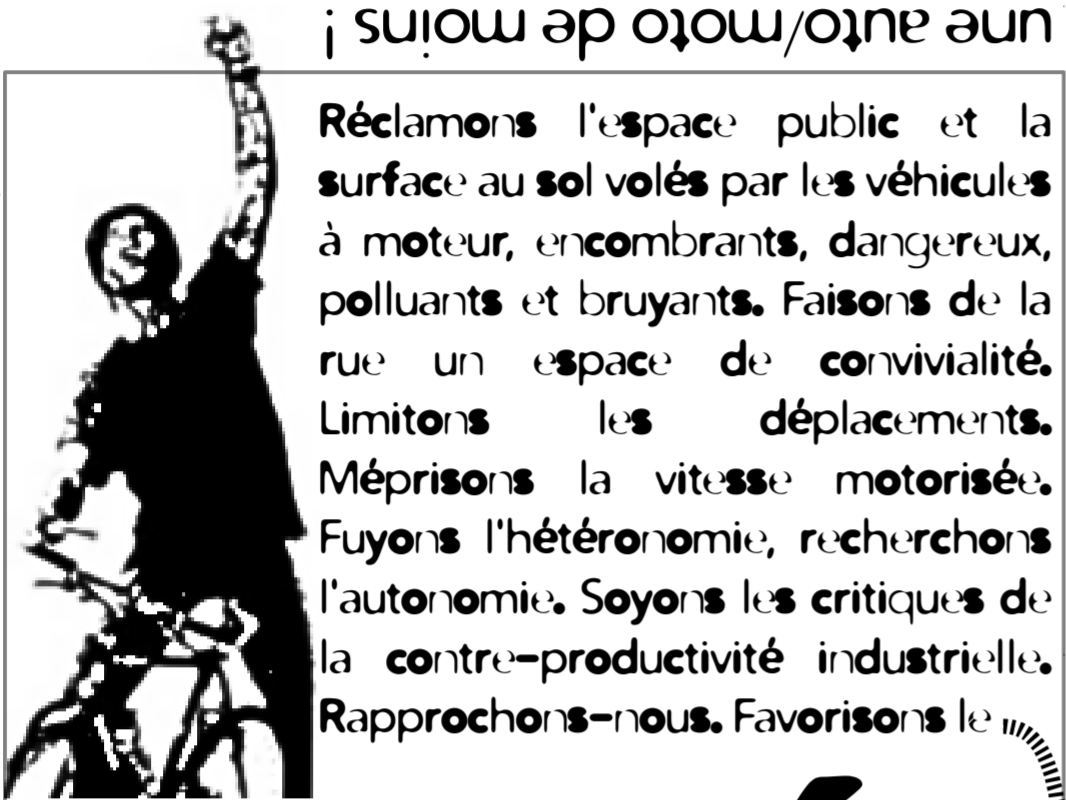 une auto/moto de moins !
Réclamons l'espace public et la
surface au sol volés par les véhicules
à moteur, encombrants, dangereux,
polluants et bruyants. Faisons de la
rue un espace de convivialité.
Limitons les déplacements.
Méprisons la vitesse motorisée.
Fuyons l'hétéronomie, recherchons
l'autonomie. Soyons les critiques de
la contre-productivité industrielle.
Rapprochons-nous. Favorisons le